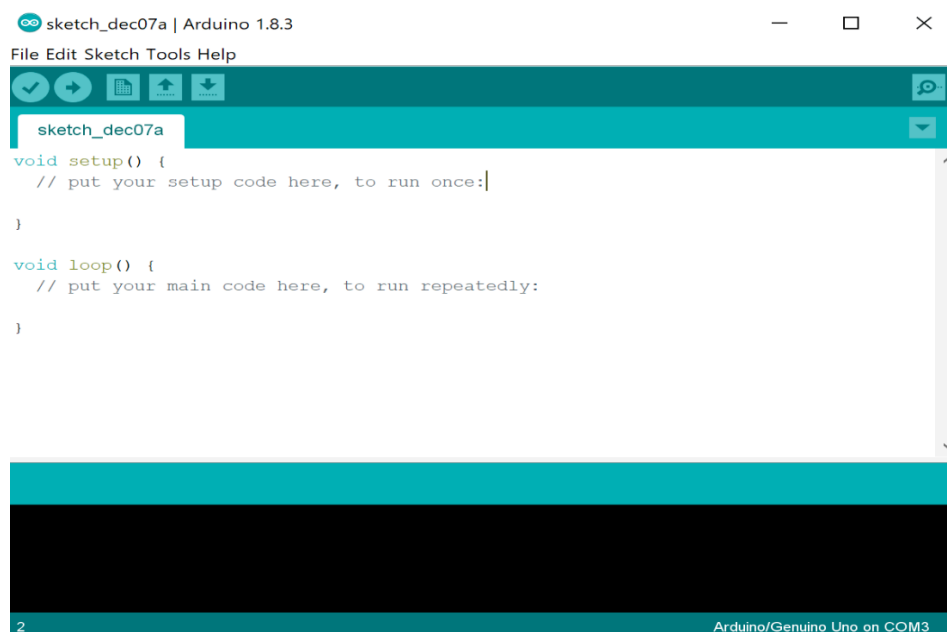 sketch_dec07a | Arduino 1.8.3
File Edit Sketch Tools Help
sketch_dec07a
void setup() {
  // put your setup code here, to run once:
}
void loop() {
  // put your main code here, to run repeatedly:
}
2 Arduino/Genuino Uno on COM3